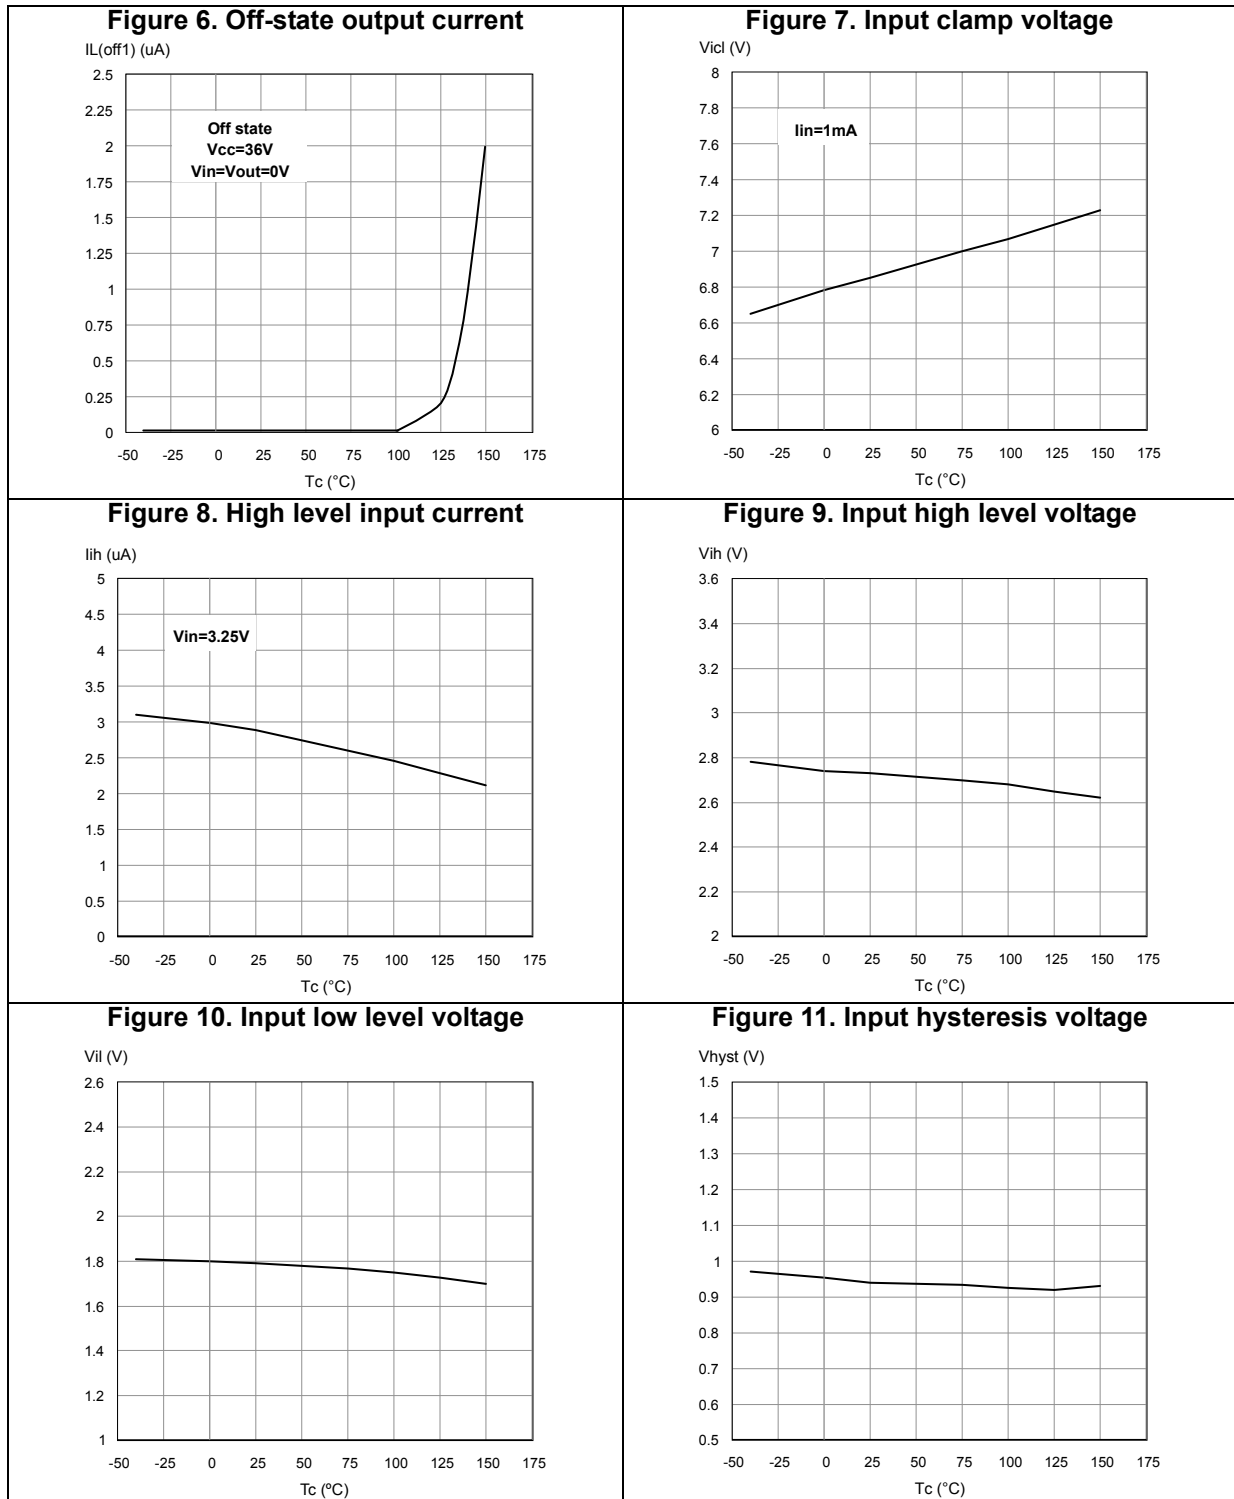 Figure 6. Off-state output current
IL(off1) (uA)
2.5
2.25
2
1.75
1.5
1.25
1
0.75
0.5
0.25
0
Off state
Vcc=36V
Vin=Vout=0V
-50 -25 0 25 50 75 100 125 150 175
Tc (°C)
Figure 7. Input clamp voltage
Vicl (V)
8
7.8
7.6
7.4
7.2
7
6.8
6.6
6.4
6.2
6
Iin=1mA
-50 -25 0 25 50 75 100 125 150 175
Tc (°C)
Figure 8. High level input current
Iih (uA)
5
4.5
4
3.5
3
2.5
2
1.5
1
0.5
0
Vin=3.25V
-50 -25 0 25 50 75 100 125 150 175
Tc (°C)
Figure 9. Input high level voltage
Vih (V)
3.6
3.4
3.2
3
2.8
2.6
2.4
2.2
2
-50 -25 0 25 50 75 100 125 150 175
Tc (°C)
Figure 10. Input low level voltage
Vil (V)
2.6
2.4
2.2
2
1.8
1.6
1.4
1.2
1
-50 -25 0 25 50 75 100 125 150 175
Tc (ºC)
Figure 11. Input hysteresis voltage
Vhyst (V)
1.5
1.4
1.3
1.2
1.1
1
0.9
0.8
0.7
0.6
0.5
-50 -25 0 25 50 75 100 125 150 175
Tc (°C)